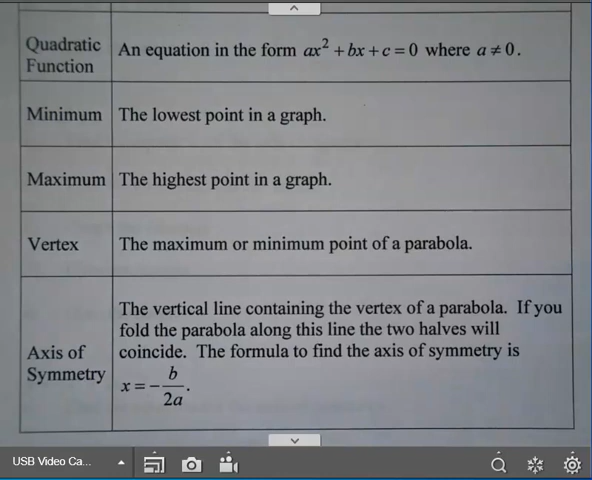 Quadratic
Function
An equation in the form ax² + bx + c = 0 where a ≠ 0.
Minimum
The lowest point in a graph.
Maximum
The highest point in a graph.
Vertex
The maximum or minimum point of a parabola.
Axis of
Symmetry
The vertical line containing the vertex of a parabola. If you
fold the parabola along this line the two halves will
coincide. The formula to find the axis of symmetry is
x = -b/2a.
USB Video Ca...